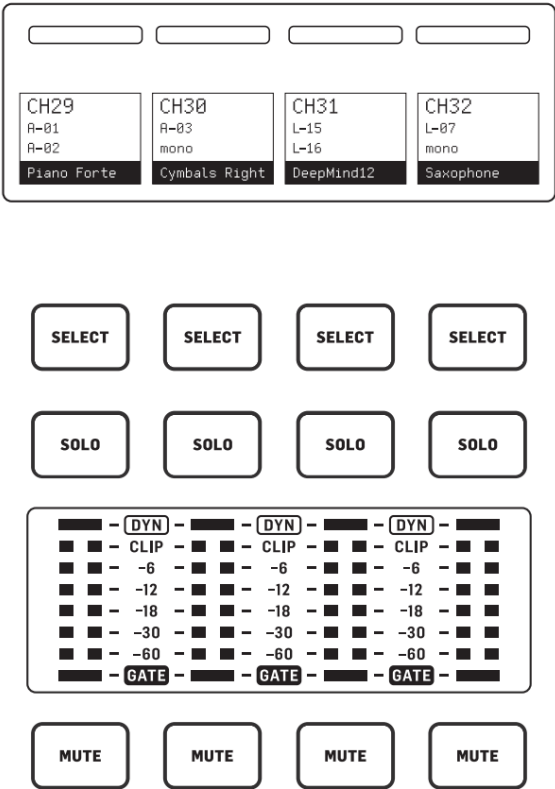 CH29 CH30 CH31 CH32
A-01 A-03 L-15 L-07
A-02 mono L-16 mono
Piano Forte Cymbals Right DeepMind12 Saxophone
SELECT SELECT SELECT SELECT
SOLO SOLO SOLO SOLO
DYN DYN DYN
CLIP CLIP CLIP
-6 -6 -6
-12 -12 -12
-18 -18 -18
-30 -30 -30
-60 -60 -60
GATE GATE GATE
MUTE MUTE MUTE MUTE